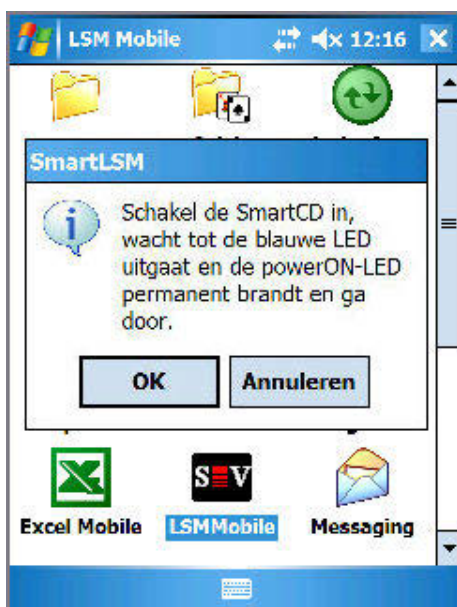 LSM Mobile 12:16
SmartLSM
Schakel de SmartCD in,
wacht tot de blauwe LED
uitgaat en de powerON-LED
permanent brandt en ga
door.
OK Annuleren
Excel Mobile LSMMobile Messaging